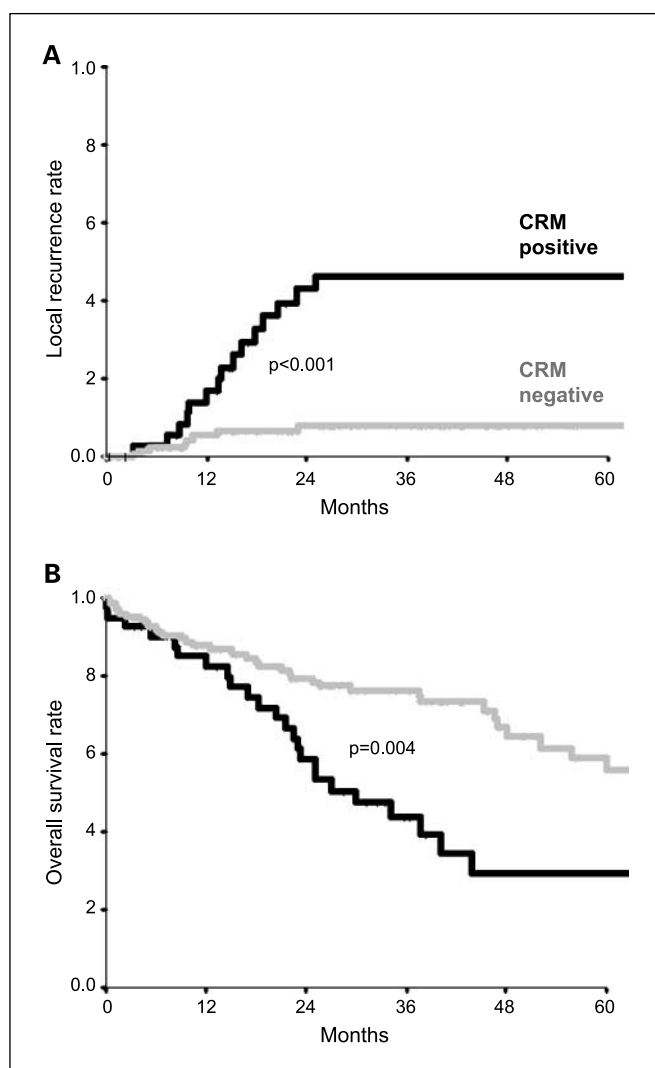 A
1.0
8
6
4
2
0.0
Local recurrence rate
CRM
positive
p<0.001
CRM
negative
0 12 24 36 48 60
Months
B
1.0
8
6
4
2
0.0
Overall survival rate
p=0.004
0 12 24 36 48 60
Months